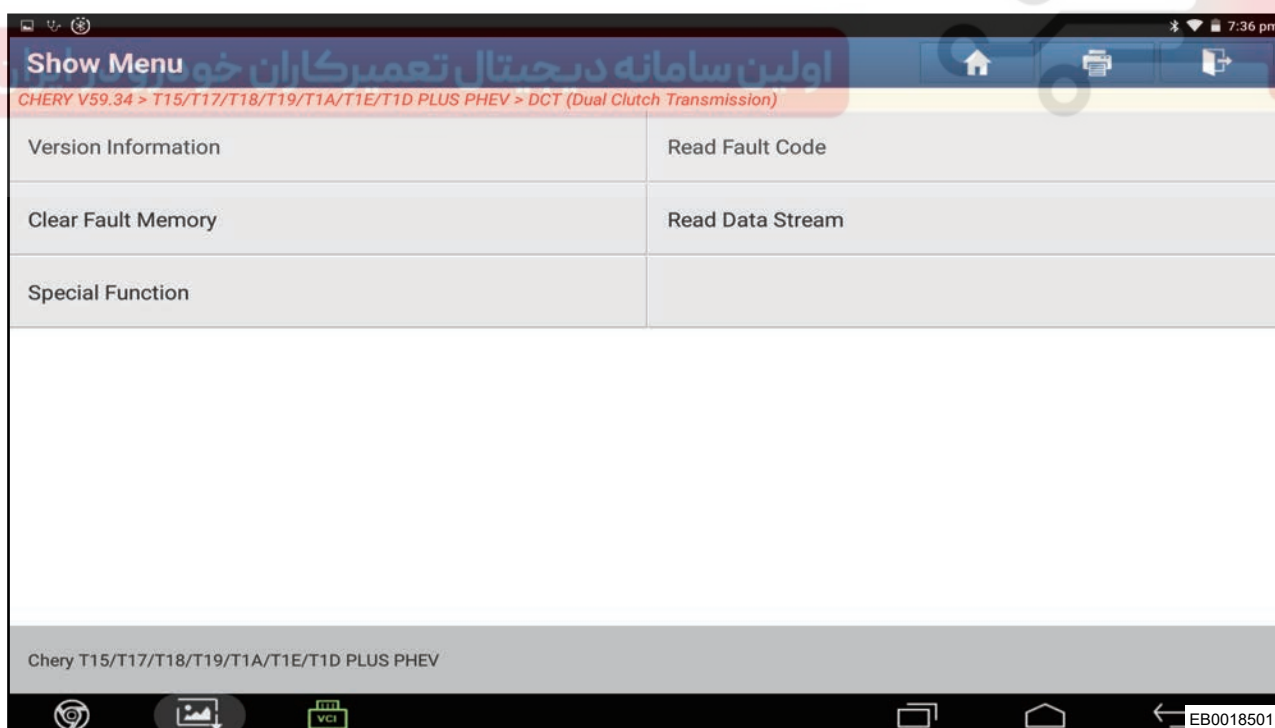 7:36 pm
Show Menu
اولین سامانه دیجیتال تعمیرکاران خودرو در ایران
CHERY V59.34 > T15/T17/T18/T19/T1A/T1E/T1D PLUS PHEV > DCT (Dual Clutch Transmission)
Version Information
Read Fault Code
Clear Fault Memory
Read Data Stream
Special Function
Chery T15/T17/T18/T19/T1A/T1E/T1D PLUS PHEV
VCI
EB0018501